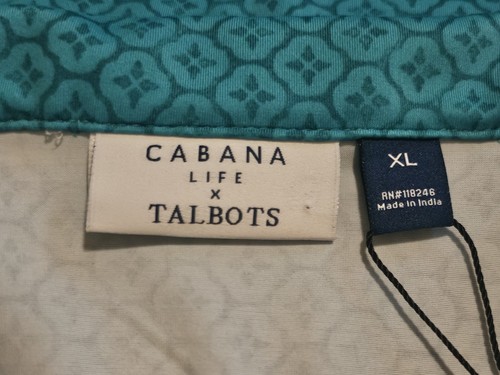 CABANA
LIFE
x
TALBOTS
XL
RN#118246
Made in India